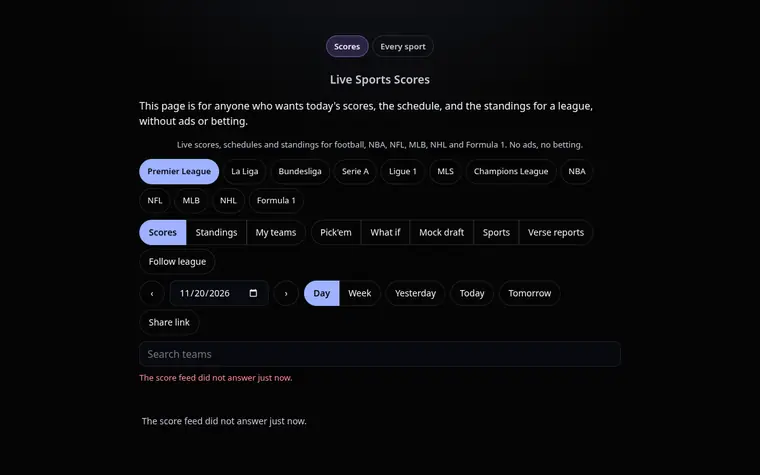 Scores Every sport
Live Sports Scores
This page is for anyone who wants today's scores, the schedule, and the standings for a league,
without ads or betting.
Live scores, schedules and standings for football, NBA, NFL, MLB, NHL and Formula 1. No ads, no betting.
Premier League La Liga Bundesliga Serie A Ligue 1 MLS Champions League NBA
NFL MLB NHL Formula 1
Scores Standings My teams Pick'em What if Mock draft Sports Verse reports
Follow league
‹ 11/20/2026 › Day Week Yesterday Today Tomorrow
Share link
Search teams
The score feed did not answer just now.
The score feed did not answer just now.